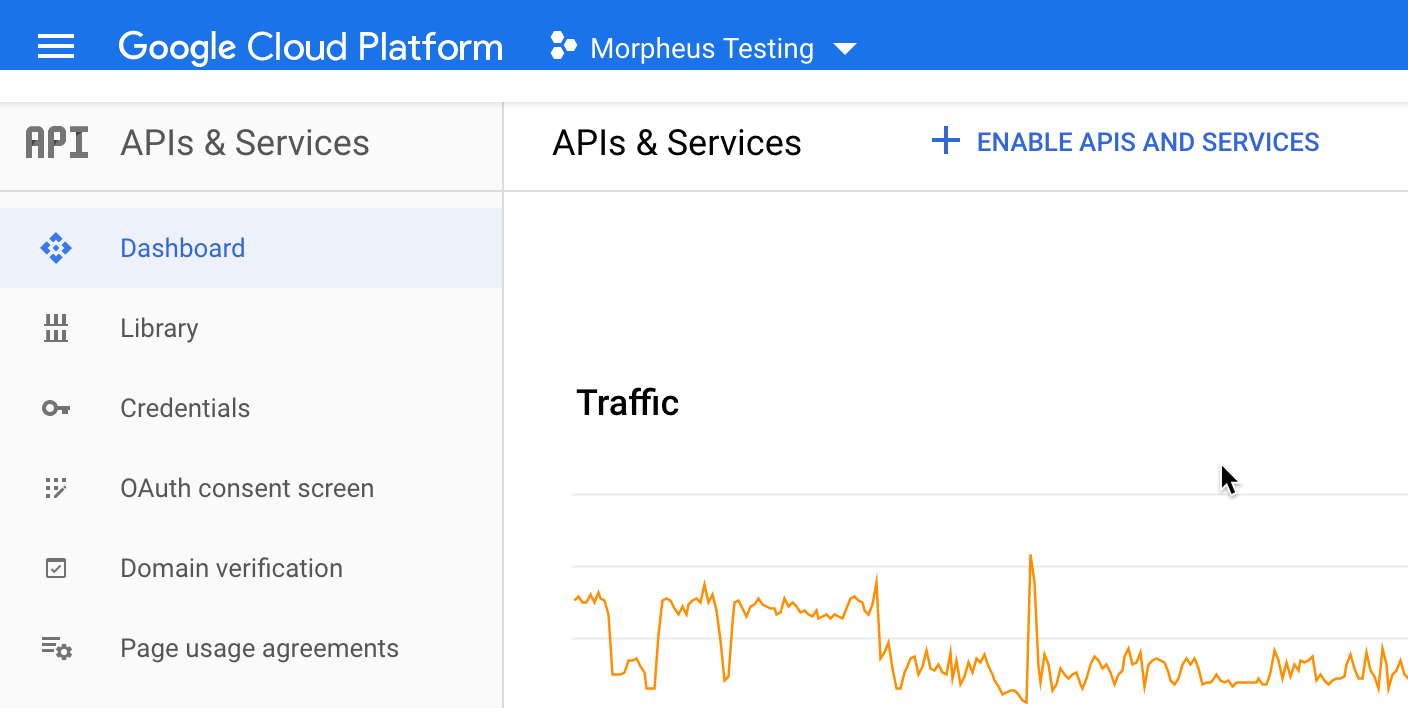 Google Cloud Platform
Morpheus Testing
API
APIs & Services
APIs & Services
ENABLE APIS AND SERVICES
Dashboard
Library
Credentials
OAuth consent screen
Domain verification
Page usage agreements
Traffic